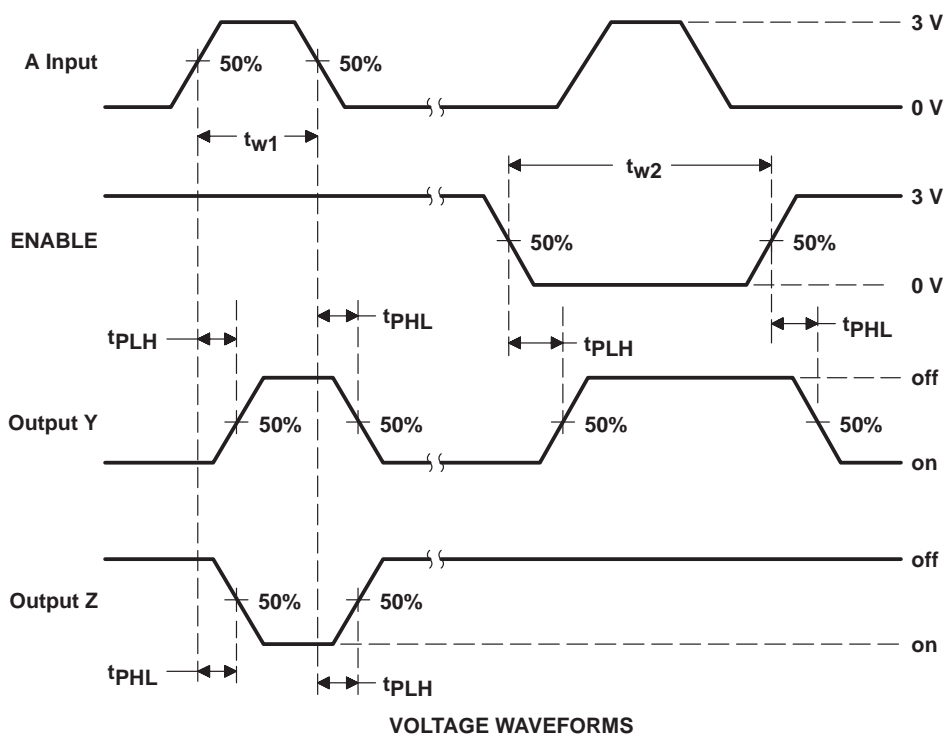 3 V
A Input
50%
50%
0 V
tw1
tw2
3 V
ENABLE
50%
50%
0 V
tPLH
tPHL
tPLH
tPHL
off
Output Y
50%
50%
50%
50%
on
off
Output Z
50%
50%
on
tPHL
tPLH
VOLTAGE WAVEFORMS